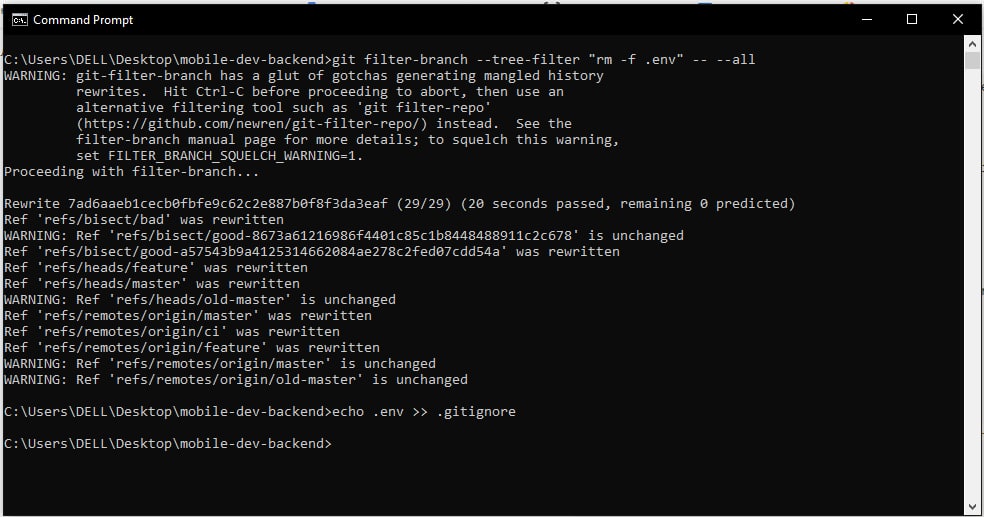 Command Prompt
C:\Users\DELL\Desktop\mobile-dev-backend>git filter-branch --tree-filter "rm -f .env" -- --all
WARNING: git-filter-branch has a glut of gotchas generating mangled history
         rewrites.  Hit Ctrl-C before proceeding to abort, then use an
         alternative filtering tool such as 'git filter-repo'
         (https://github.com/newren/git-filter-repo/) instead.  See the
         filter-branch manual page for more details; to squelch this warning,
         set FILTER_BRANCH_SQUELCH_WARNING=1.
Proceeding with filter-branch...
Rewrite 7ad6aaeb1cecb0fbfe9c62c2e887b0f8f3da3eaf (29/29) (20 seconds passed, remaining 0 predicted)
Ref 'refs/bisect/bad' was rewritten
WARNING: Ref 'refs/bisect/good-8673a61216986f4401c85c1b8448488911c2c678' is unchanged
Ref 'refs/bisect/good-a57543b9a4125314662084ae278c2fed07cdd54a' was rewritten
Ref 'refs/heads/feature' was rewritten
Ref 'refs/heads/master' was rewritten
WARNING: Ref 'refs/heads/old-master' is unchanged
Ref 'refs/remotes/origin/master' was rewritten
Ref 'refs/remotes/origin/ci' was rewritten
Ref 'refs/remotes/origin/feature' was rewritten
WARNING: Ref 'refs/remotes/origin/master' is unchanged
WARNING: Ref 'refs/remotes/origin/old-master' is unchanged
C:\Users\DELL\Desktop\mobile-dev-backend>echo .env >> .gitignore
C:\Users\DELL\Desktop\mobile-dev-backend>